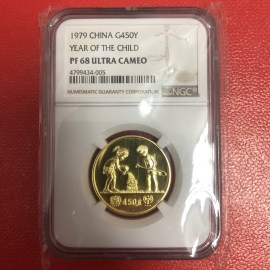 1979 CHINA G450Y
YEAR OF THE CHILD
PF 68 ULTRA CAMEO
4799434-005
NUMISMATIC GUARANTY CORPORATION
NGC
450元